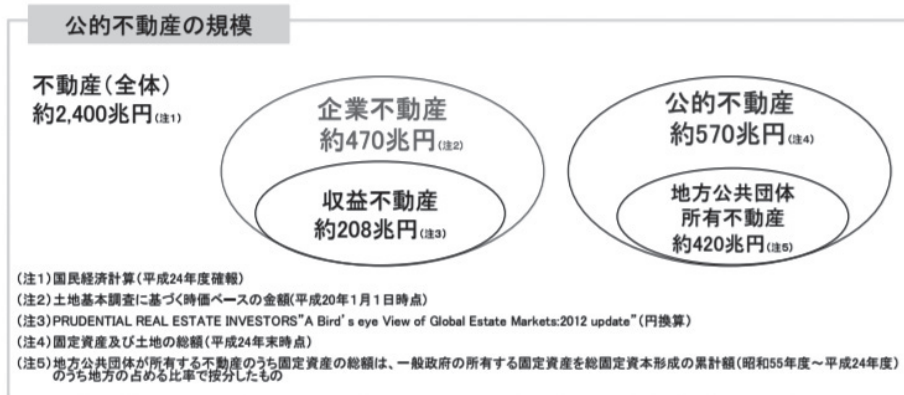 公的不動産の規模
不動産(全体)
約2,400兆円(注1)
企業不動産
約470兆円(注2)
収益不動産
約208兆円(注3)
公的不動産
約570兆円(注4)
地方公共団体
所有不動産
約420兆円(注5)
(注1)国民経済計算(平成24年度確報)
(注2)土地基本調査に基づく時価ベースの金額(平成20年1月1日時点)
(注3)PRUDENTIAL REAL ESTATE INVESTORS"A Bird's eye View of Global Estate Markets:2012 update"(円換算)
(注4)固定資産及び土地の総額(平成24年末時点)
(注5)地方公共団体が所有する不動産のうち固定資産の総額は、一般政府の所有する固定資産を総固定資本形成の累計額(昭和55年度～平成24年度)
のうち地方の占める比率で按分したもの